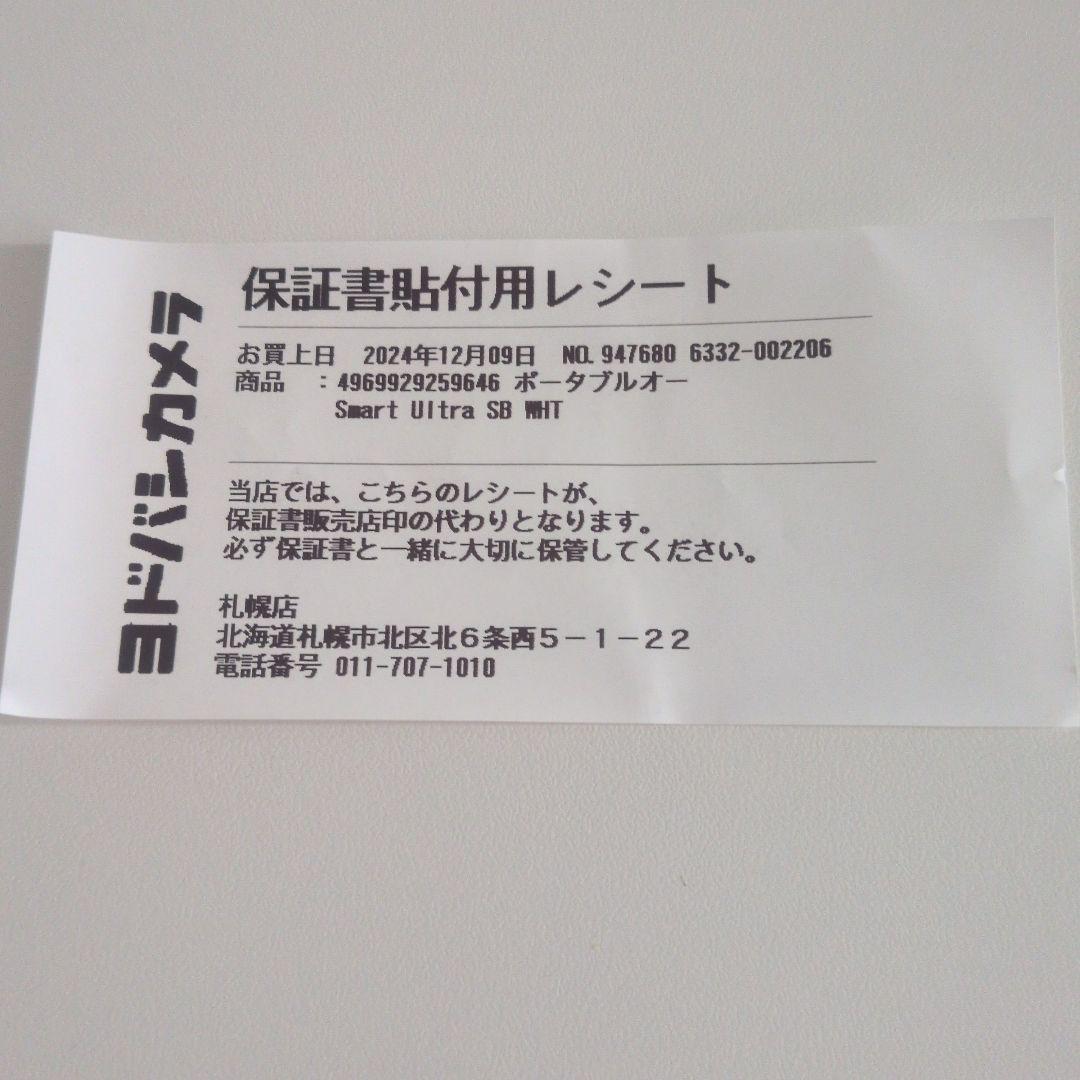 ヨドバシカメラ
保証書貼付用レシート
お買上日 2024年12月09日 NO.947680 6332-002206
商品 :4969929259646 ポータブルオー
Smart Ultra SB WHT
当店では、こちらのレシートが、
保証書販売店印の代わりとなります。
必ず保証書と一緒に大切に保管してください。
札幌店
北海道札幌市北区北6条西5-1-22
電話番号 011-707-1010